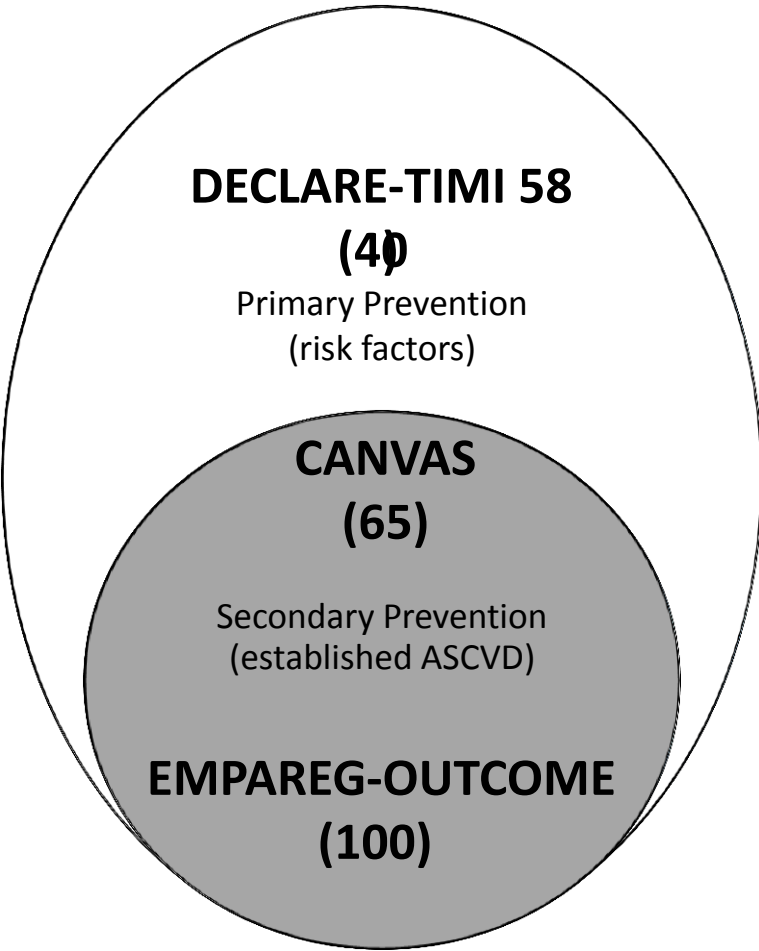 DECLARE-TIMI 58
(40)
Primary Prevention
(risk factors)
CANVAS
(65)
Secondary Prevention
(established ASCVD)
EMPAREG-OUTCOME
(100)